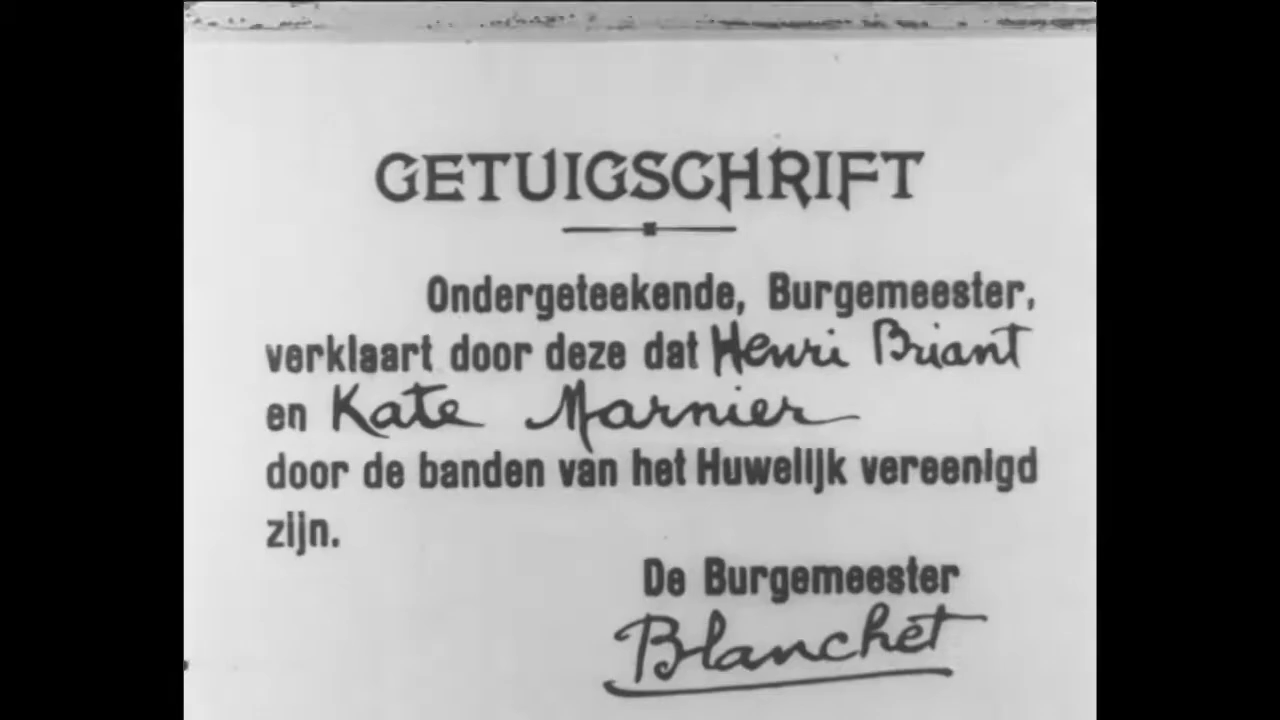 GETUIGSCHRIFT
Ondergeteekende, Burgemeester,
verklaart door deze dat Henri Briant
en Kate Marnier
door de banden van het Huwelijk vereenigd
zijn.
De Burgemeester
Blanchet